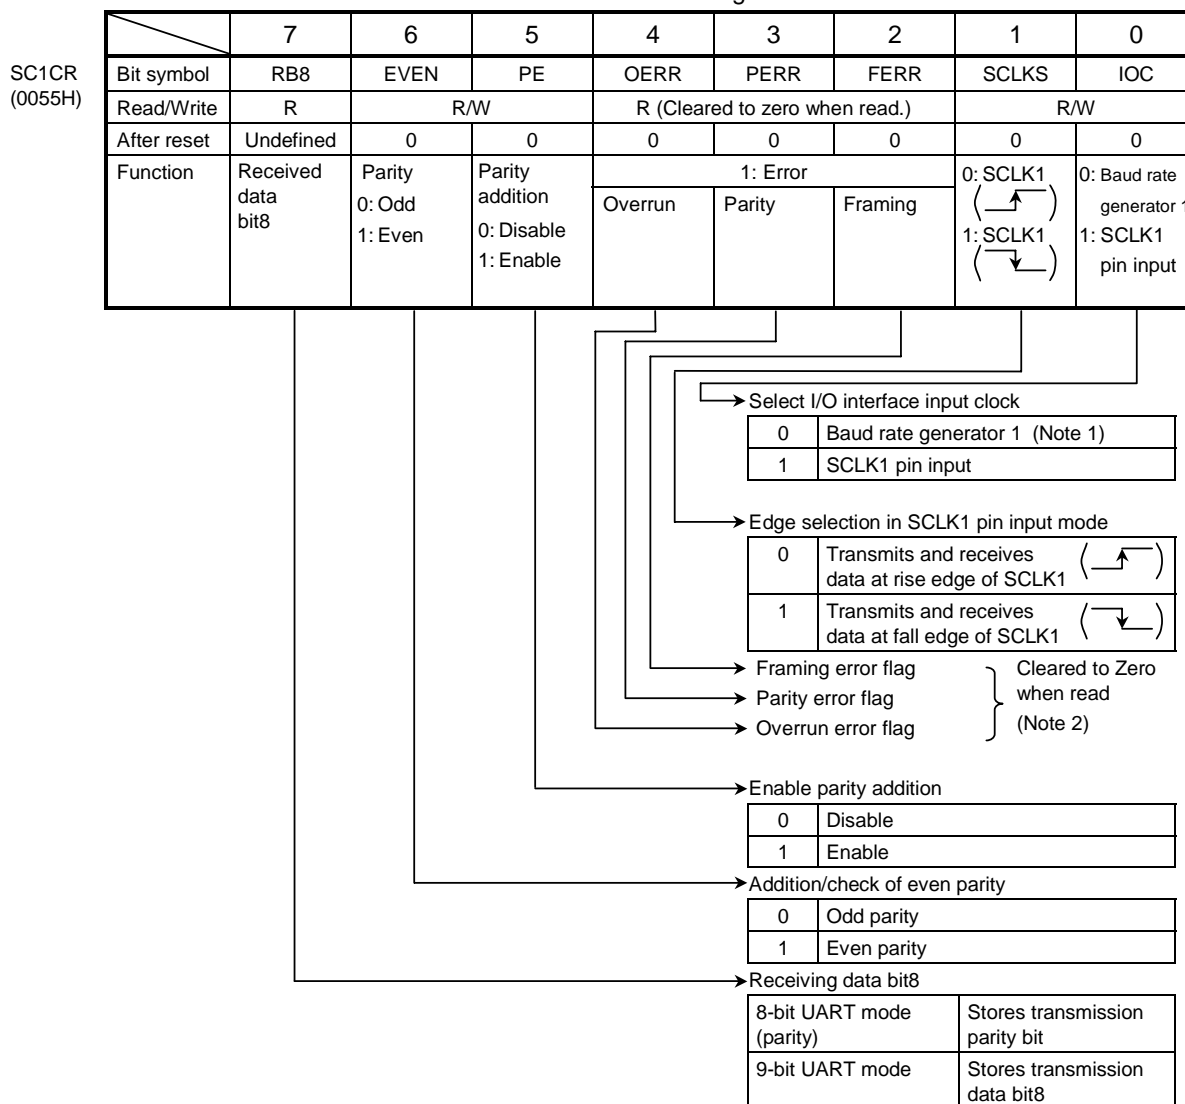 SC1CR
(0055H)
7 6 5 4 3 2 1 0
Bit symbol RB8 EVEN PE OERR PERR FERR SCLKS IOC
Read/Write R R/W R (Cleared to zero when read.) R/W
After reset Undefined 0 0 0 0 0 0 0
Function
Received
data
bit8
Parity
0: Odd
1: Even
Parity
addition
0: Disable
1: Enable
1: Error
Overrun Parity Framing
0: SCLK1
1: SCLK1
0: Baud rate
generator 1
1: SCLK1
pin input
Select I/O interface input clock
0 Baud rate generator 1 (Note 1)
1 SCLK1 pin input
Edge selection in SCLK1 pin input mode
0 Transmits and receives
data at rise edge of SCLK1
1 Transmits and receives
data at fall edge of SCLK1
Framing error flag
Parity error flag
Overrun error flag
Cleared to Zero
when read
(Note 2)
Enable parity addition
0 Disable
1 Enable
Addition/check of even parity
0 Odd parity
1 Even parity
Receiving data bit8
8-bit UART mode
(parity)
Stores transmission
parity bit
9-bit UART mode
Stores transmission
data bit8